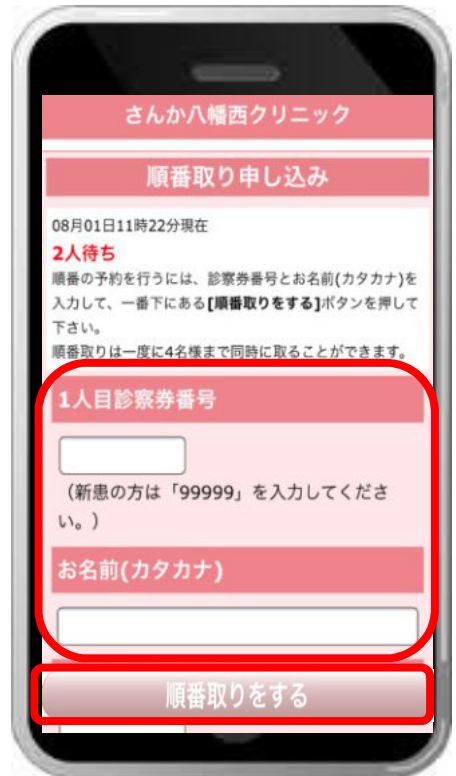 さんか八幡西クリニック
順番取り申し込み
08月01日11時22分現在
2人待ち
順番の予約を行うには、診察券番号とお名前(カタカナ)を
入力して、一番下にある[順番取りをする]ボタンを押して
下さい。
順番取りは一度に4名様まで同時に取ることができます。
1人目診察券番号
（新患の方は「99999」を入力してくださ
い。）
お名前(カタカナ)
順番取りをする